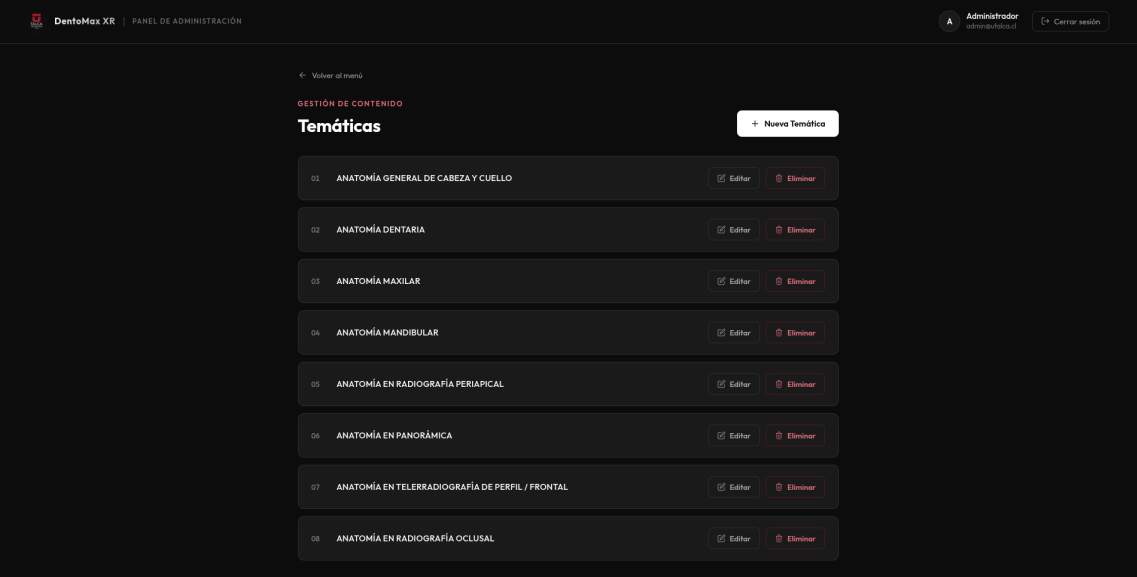 DentoMax XR | PANEL DE ADMINISTRACIÓN
A
Administrador
admin@utalca.cl
Cerrar sesión
Volver al menú
GESTIÓN DE CONTENIDO
Temáticas
+ Nueva Temática
01 ANATOMÍA GENERAL DE CABEZA Y CUELLO Editar Eliminar
02 ANATOMÍA DENTARIA Editar Eliminar
03 ANATOMÍA MAXILAR Editar Eliminar
04 ANATOMÍA MANDIBULAR Editar Eliminar
05 ANATOMÍA EN RADIOGRAFÍA PERIAPICAL Editar Eliminar
06 ANATOMÍA EN PANORÁMICA Editar Eliminar
07 ANATOMÍA EN TELERRADIOGRAFÍA DE PERFIL / FRONTAL Editar Eliminar
08 ANATOMÍA EN RADIOGRAFÍA OCLUSAL Editar Eliminar